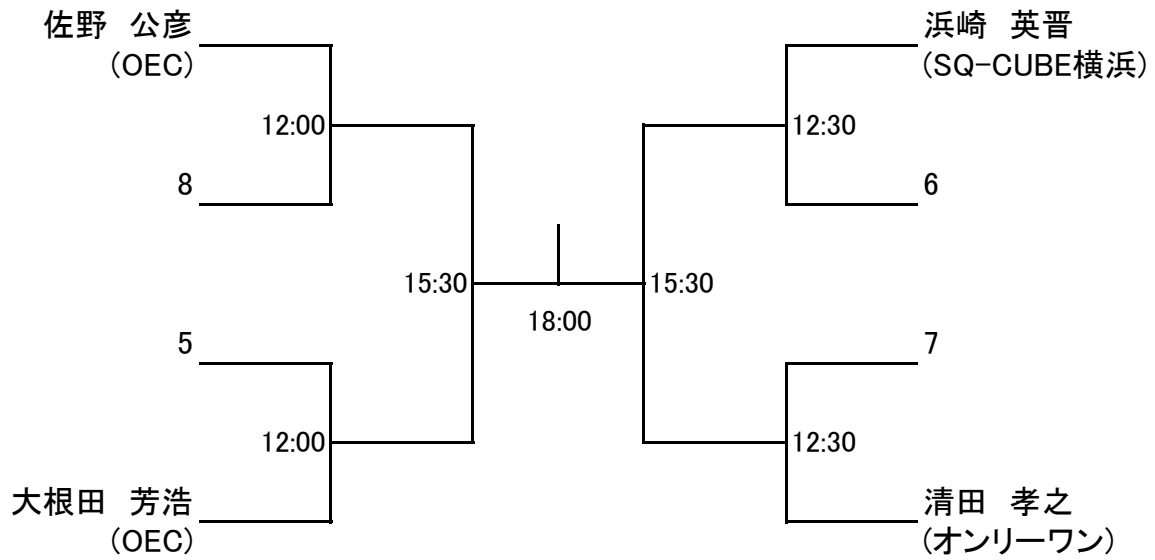 佐野　公彦
(OEC)
12:00
8
15:30
5
12:00
大根田　芳浩
(OEC)
18:00
浜崎　英晋
(SQ-CUBE横浜)
12:30
6
15:30
7
12:30
清田　孝之
(オンリーワン)